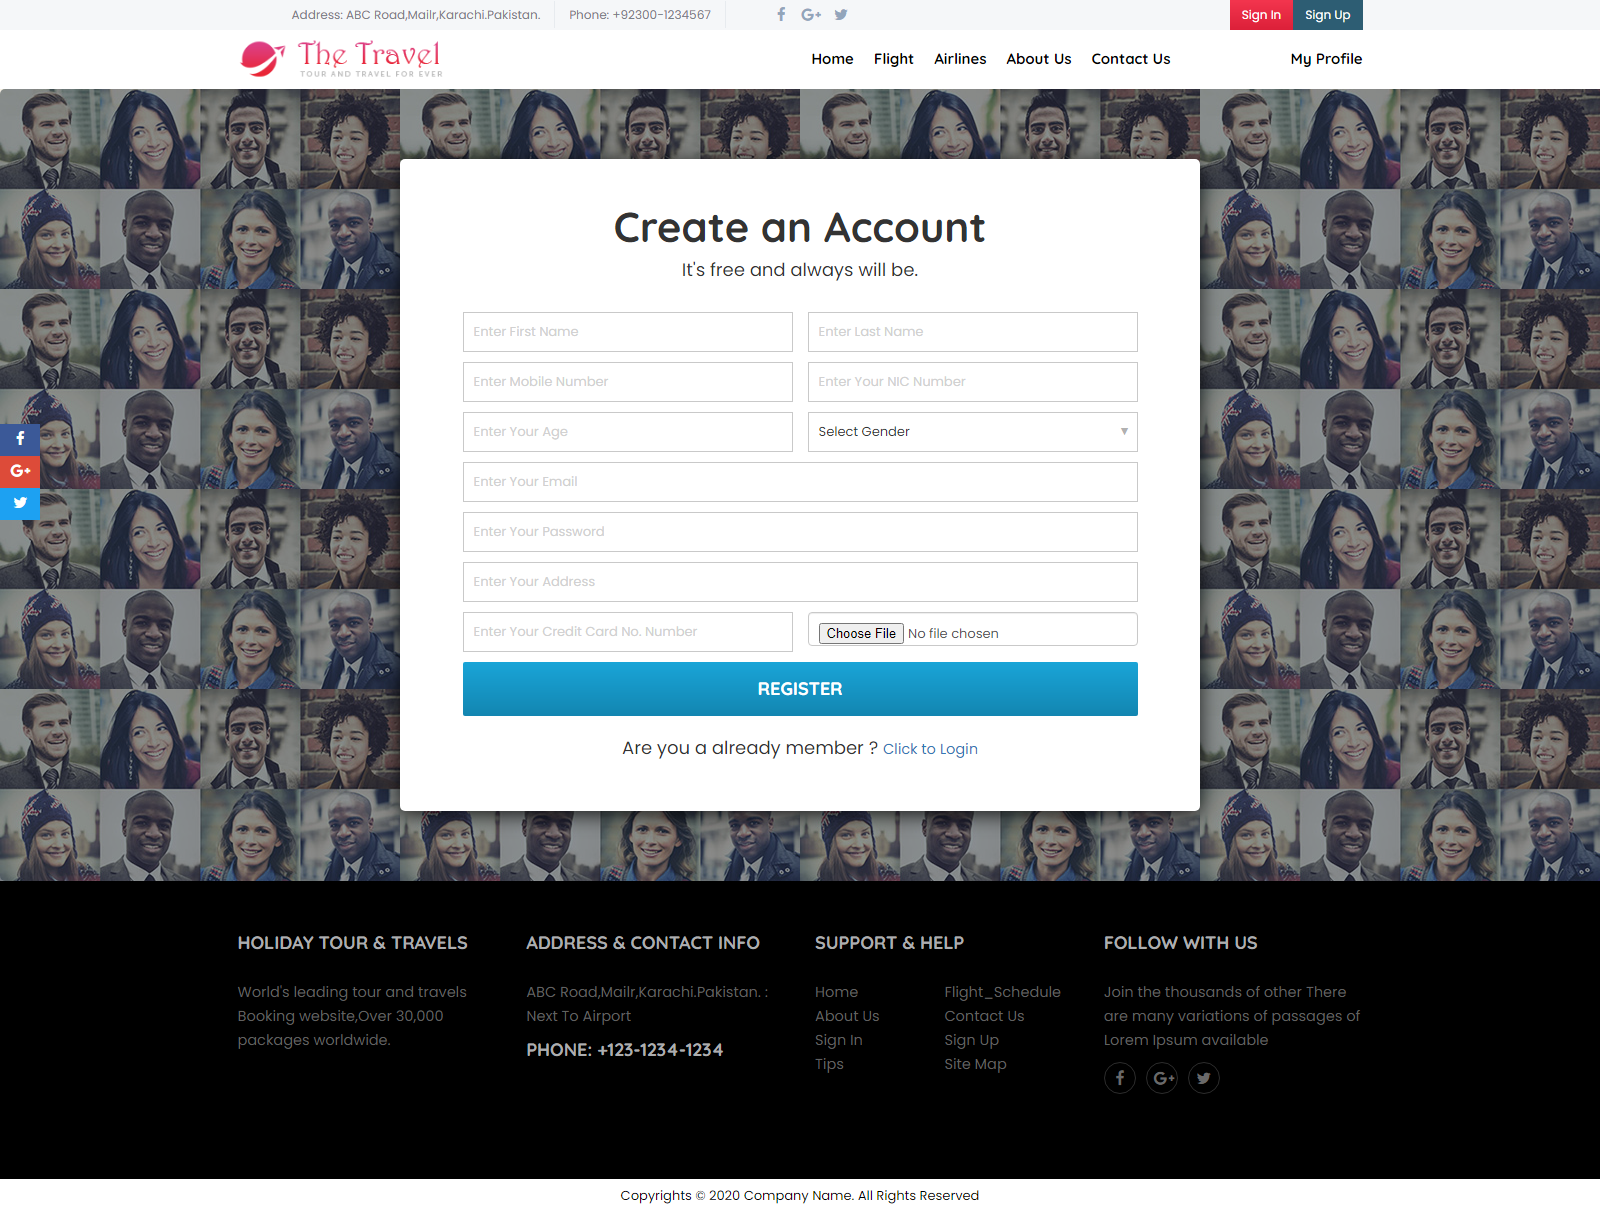 Address: ABC Road,Mailr,Karachi.Pakistan. Phone: +92300-1234567 Sign In Sign Up
The Travel
TOUR AND TRAVEL FOR EVER
Home Flight Airlines About Us Contact Us My Profile
Create an Account
It's free and always will be.
Enter First Name Enter Last Name
Enter Mobile Number Enter Your NIC Number
Enter Your Age Select Gender
Enter Your Email
Enter Your Password
Enter Your Address
Enter Your Credit Card No. Number Choose File No file chosen
REGISTER
Are you a already member ? Click to Login
HOLIDAY TOUR & TRAVELS
World's leading tour and travels
Booking website,Over 30,000
packages worldwide.
ADDRESS & CONTACT INFO
ABC Road,Mailr,Karachi.Pakistan. :
Next To Airport
PHONE: +123-1234-1234
SUPPORT & HELP
Home Flight_Schedule
About Us Contact Us
Sign In Sign Up
Tips Site Map
FOLLOW WITH US
Join the thousands of other There
are many variations of passages of
Lorem Ipsum available
Copyrights © 2020 Company Name. All Rights Reserved